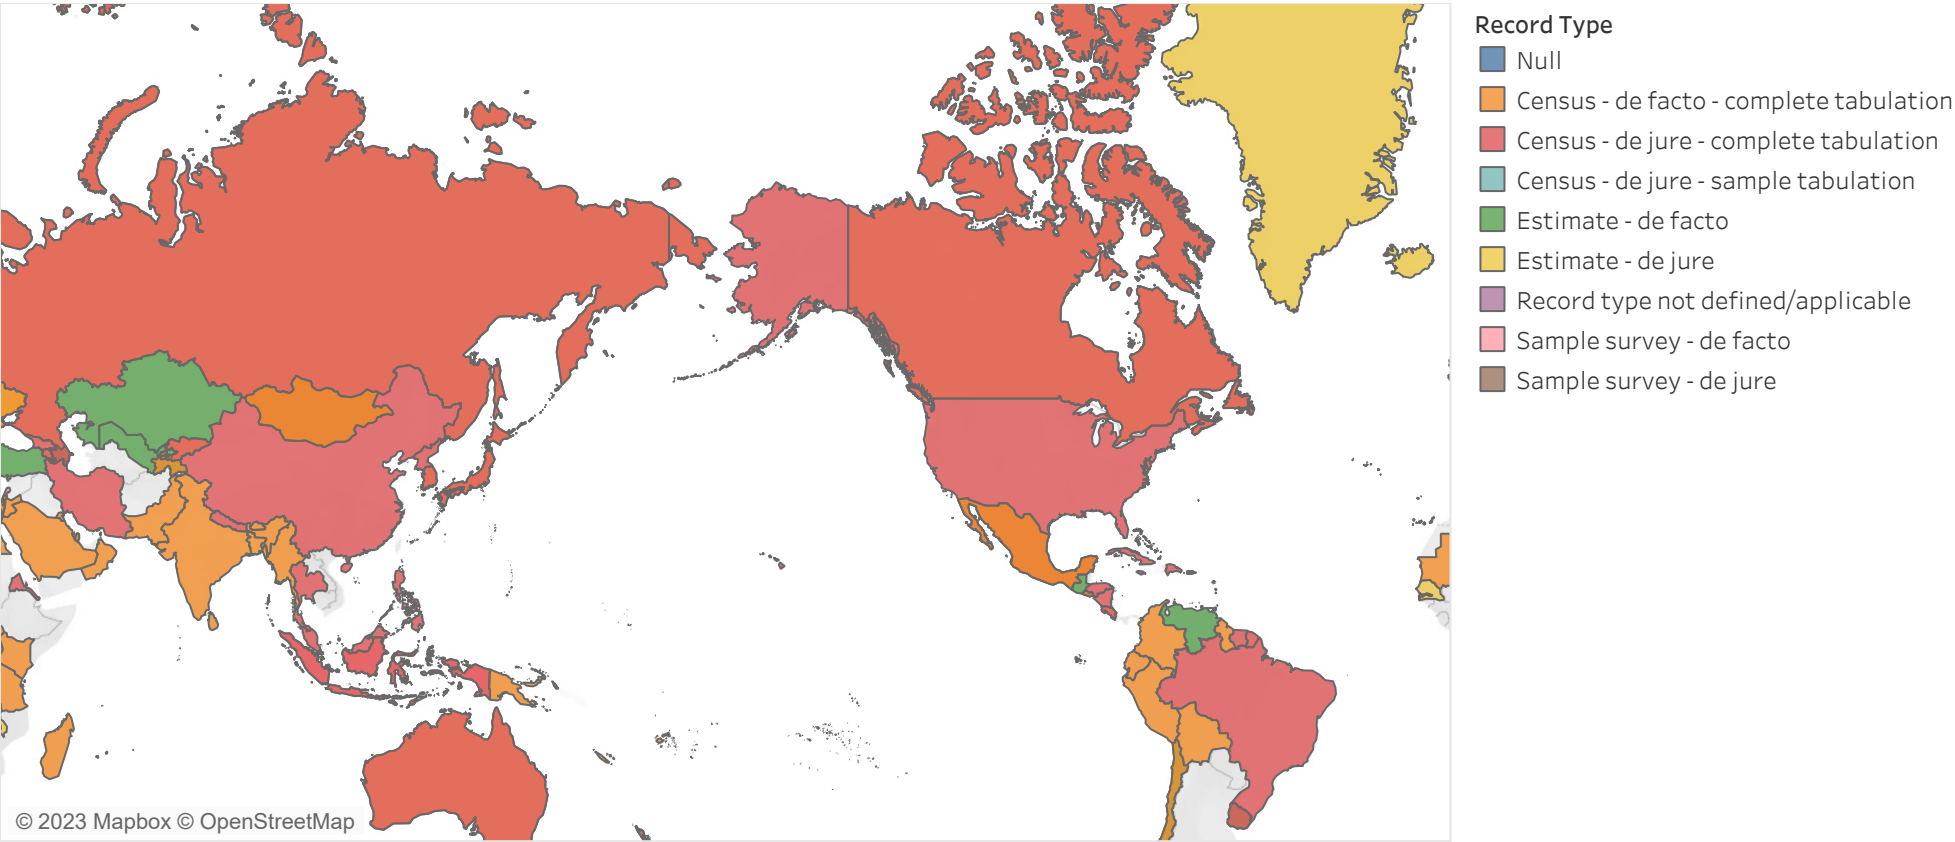 Record Type
Null
Census - de facto - complete tabulation
Census - de jure - complete tabulation
Census - de jure - sample tabulation
Estimate - de facto
Estimate - de jure
Record type not defined/applicable
Sample survey - de facto
Sample survey - de jure
© 2023 Mapbox © OpenStreetMap